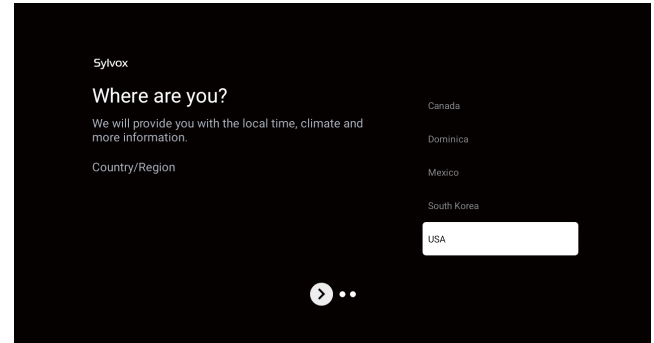 Sylvox
Where are you?
We will provide you with the local time, climate and
more information.
Country/Region
Canada
Dominica
Mexico
South Korea
USA